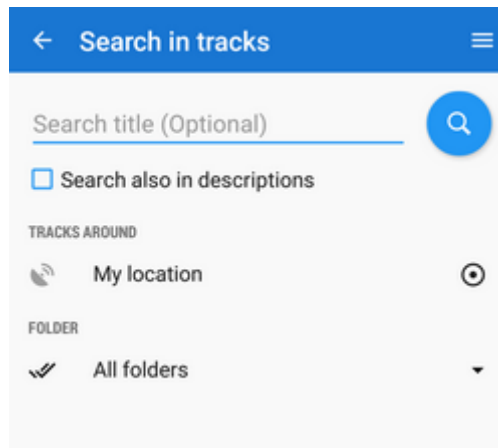 Search in tracks
Search title (Optional)
Search also in descriptions
TRACKS AROUND
My location
FOLDER
All folders